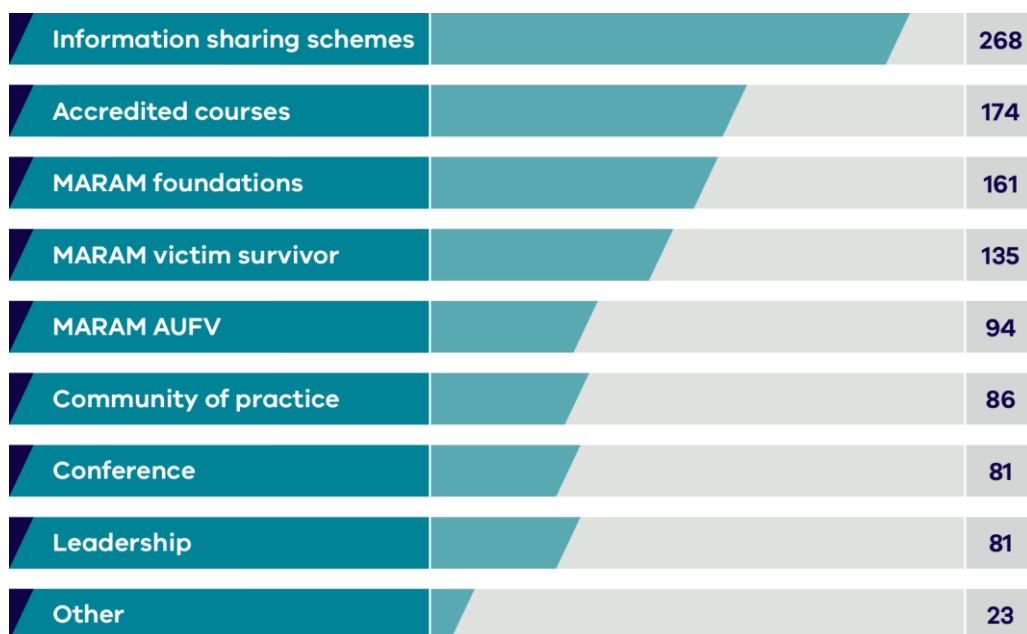 Information sharing schemes 268
Accredited courses 174
MARAM foundations 161
MARAM victim survivor 135
MARAM AUFV 94
Community of practice 86
Conference 81
Leadership 81
Other 23